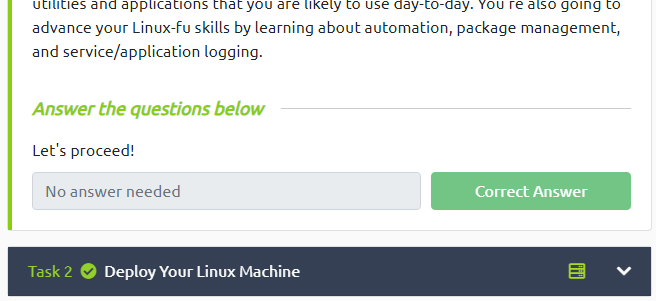 utilities and applications that you are likely to use day-to-day. You're also going to
advance your Linux-fu skills by learning about automation, package management,
and service/application logging.
Answer the questions below
Let's proceed!
No answer needed
Correct Answer
Task 2 Deploy Your Linux Machine